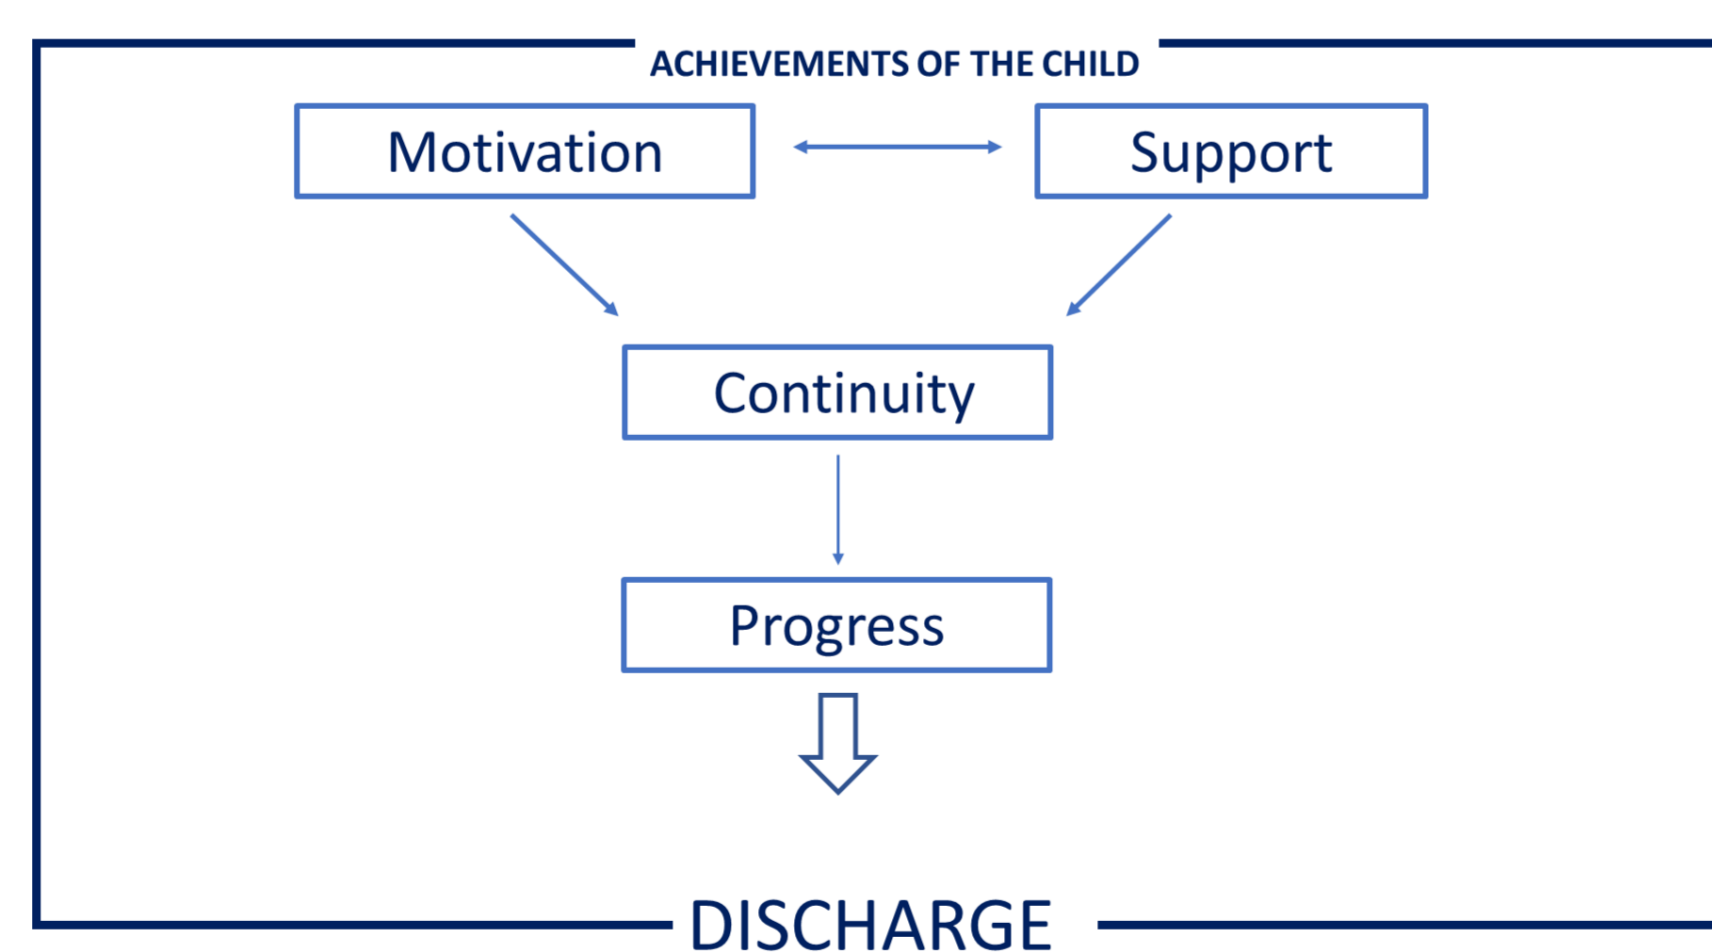 ACHIEVEMENTS OF THE CHILD
Motivation
Support
Continuity
Progress
DISCHARGE